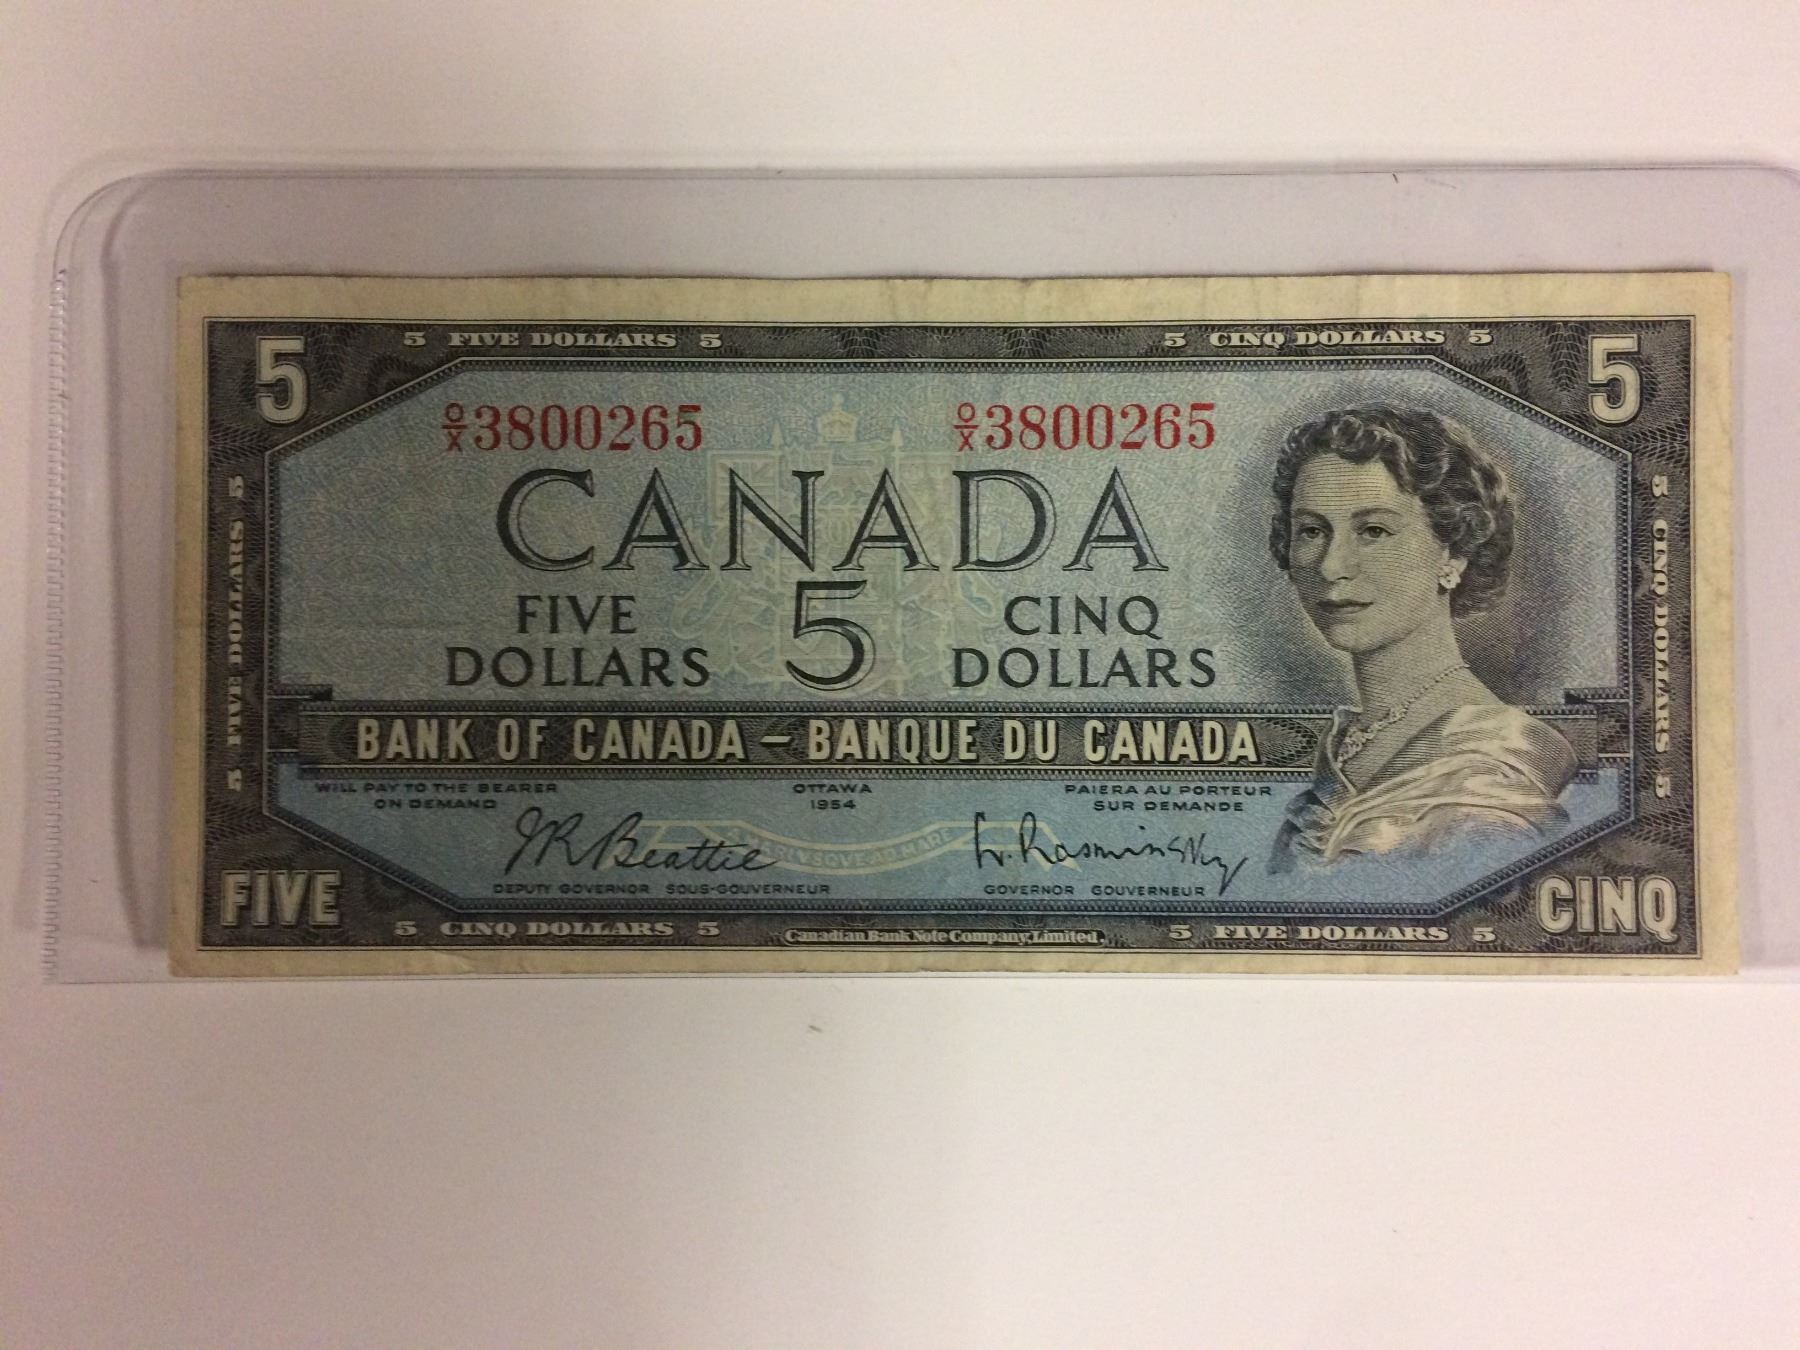 5 FIVE DOLLARS 5
5 CINQ DOLLARS 5
5
5
O/X 3800265
O/X 3800265
CANADA
FIVE
DOLLARS
5
CINQ
DOLLARS
5 FIVE DOLLARS 5
5 CINQ DOLLARS 5
BANK OF CANADA – BANQUE DU CANADA
WILL PAY TO THE BEARER
ON DEMAND
OTTAWA
1954
PAIERA AU PORTEUR
SUR DEMANDE
J R Beattie
L. Rasminsky
DEPUTY GOVERNOR SOUS-GOUVERNEUR
GOVERNOR GOUVERNEUR
FIVE
CINQ
5 CINQ DOLLARS 5
Canadian Bank Note Company, Limited.
5 FIVE DOLLARS 5